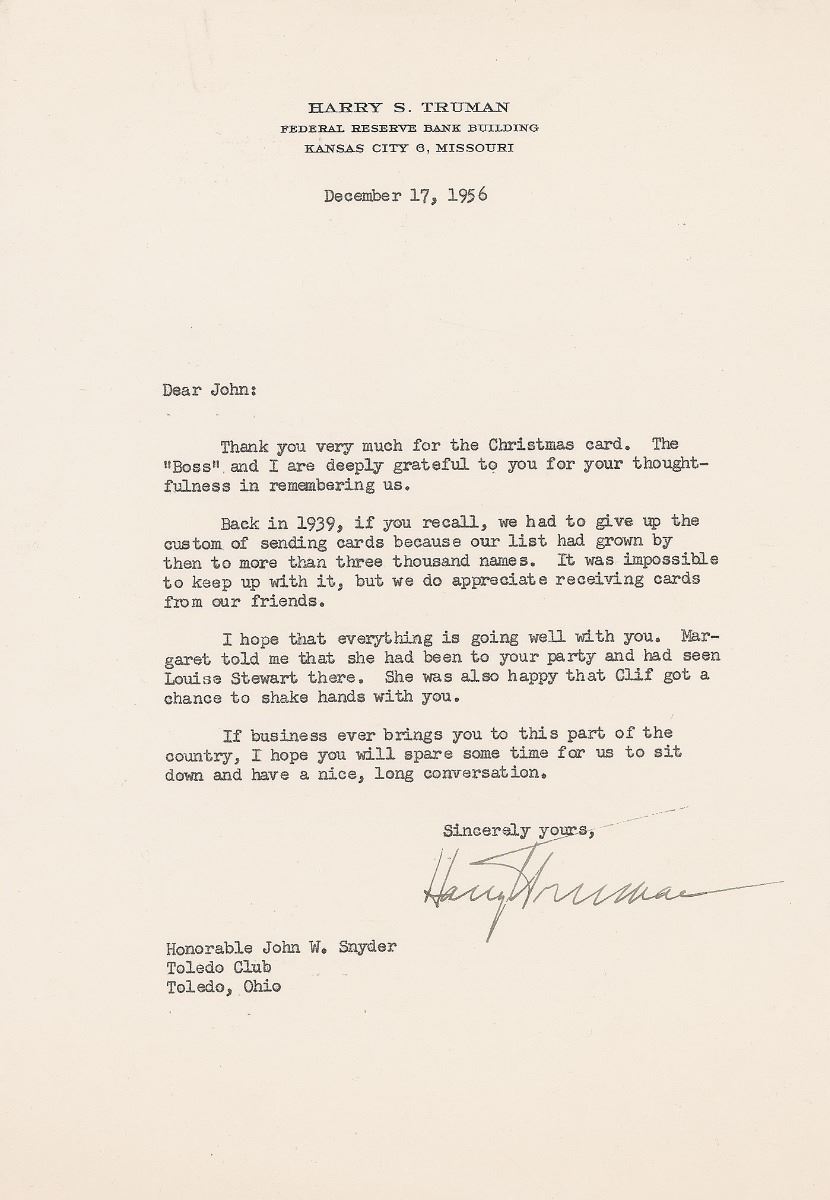 HARRY S. TRUMAN
FEDERAL RESERVE BANK BUILDING
KANSAS CITY 6, MISSOURI
December 17, 1956
Dear John:
Thank you very much for the Christmas card. The
"Boss" and I are deeply grateful to you for your thought-
fulness in remembering us.
Back in 1939, if you recall, we had to give up the
custom of sending cards because our list had grown by
then to more than three thousand names. It was impossible
to keep up with it, but we do appreciate receiving cards
from our friends.
I hope that everything is going well with you. Mar-
garet told me that she had been to your party and had seen
Louise Stewart there. She was also happy that Clif got a
chance to shake hands with you.
If business ever brings you to this part of the
country, I hope you will spare some time for us to sit
down and have a nice, long conversation.
Sincerely yours,
Harry Truman
Honorable John W. Snyder
Toledo Club
Toledo, Ohio